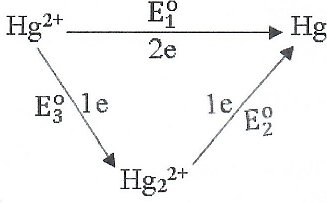 Hg²⁺ E₁° Hg
2e
E₃° 1e 1e E₂°
Hg₂²⁺